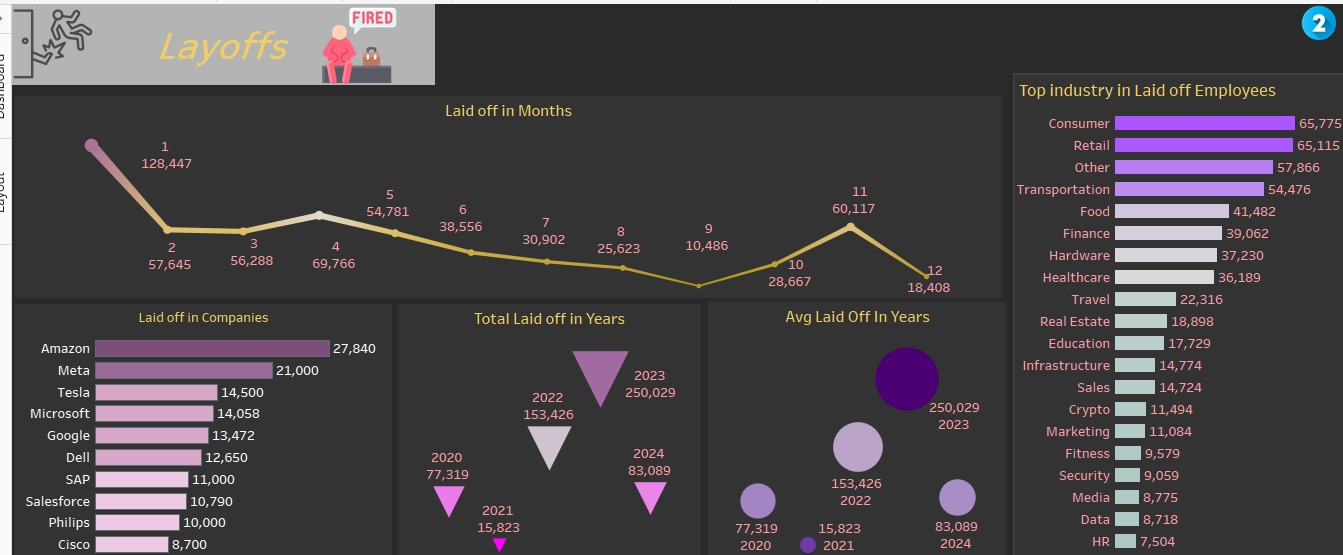 Dashboard
Layout
Layoffs
FIRED
2
Laid off in Months
1
128,447
2
57,645
3
56,288
4
69,766
5
54,781
6
38,556
7
30,902
8
25,623
9
10,486
10
28,667
11
60,117
12
18,408
Laid off in Companies
Amazon 27,840
Meta 21,000
Tesla 14,500
Microsoft 14,058
Google 13,472
Dell 12,650
SAP 11,000
Salesforce 10,790
Philips 10,000
Cisco 8,700
Total Laid off in Years
2023
250,029
2022
153,426
2020
77,319
2024
83,089
2021
15,823
Avg Laid Off In Years
250,029
2023
153,426
2022
77,319
2020
15,823
2021
83,089
2024
Top industry in Laid off Employees
Consumer 65,775
Retail 65,115
Other 57,866
Transportation 54,476
Food 41,482
Finance 39,062
Hardware 37,230
Healthcare 36,189
Travel 22,316
Real Estate 18,898
Education 17,729
Infrastructure 14,774
Sales 14,724
Crypto 11,494
Marketing 11,084
Fitness 9,579
Security 9,059
Media 8,775
Data 8,718
HR 7,504